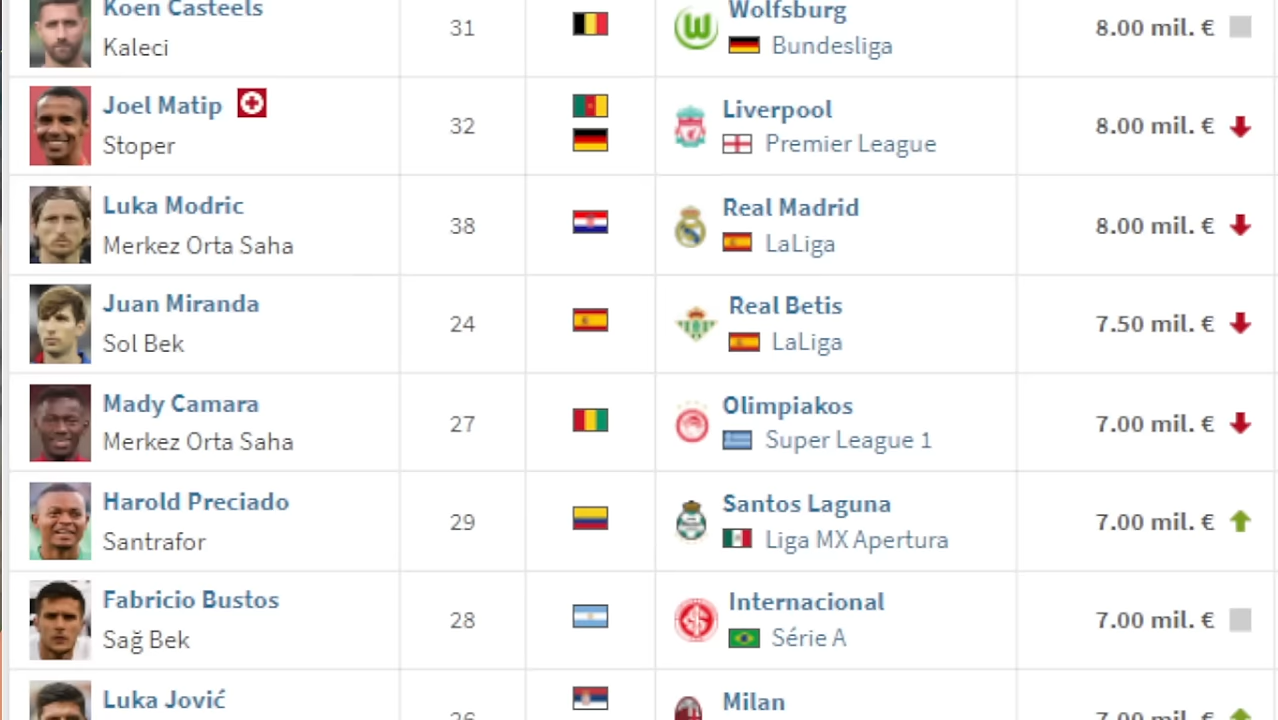 Koen Casteels
Kaleci
31
Wolfsburg
Bundesliga
8.00 mil. €
Joel Matip
Stoper
32
Liverpool
Premier League
8.00 mil. €
Luka Modric
Merkez Orta Saha
38
Real Madrid
LaLiga
8.00 mil. €
Juan Miranda
Sol Bek
24
Real Betis
LaLiga
7.50 mil. €
Mady Camara
Merkez Orta Saha
27
Olimpiakos
Super League 1
7.00 mil. €
Harold Preciado
Santrafor
29
Santos Laguna
Liga MX Apertura
7.00 mil. €
Fabricio Bustos
Sağ Bek
28
Internacional
Série A
7.00 mil. €
Luka Jović
26
Milan
7.00 mil. €